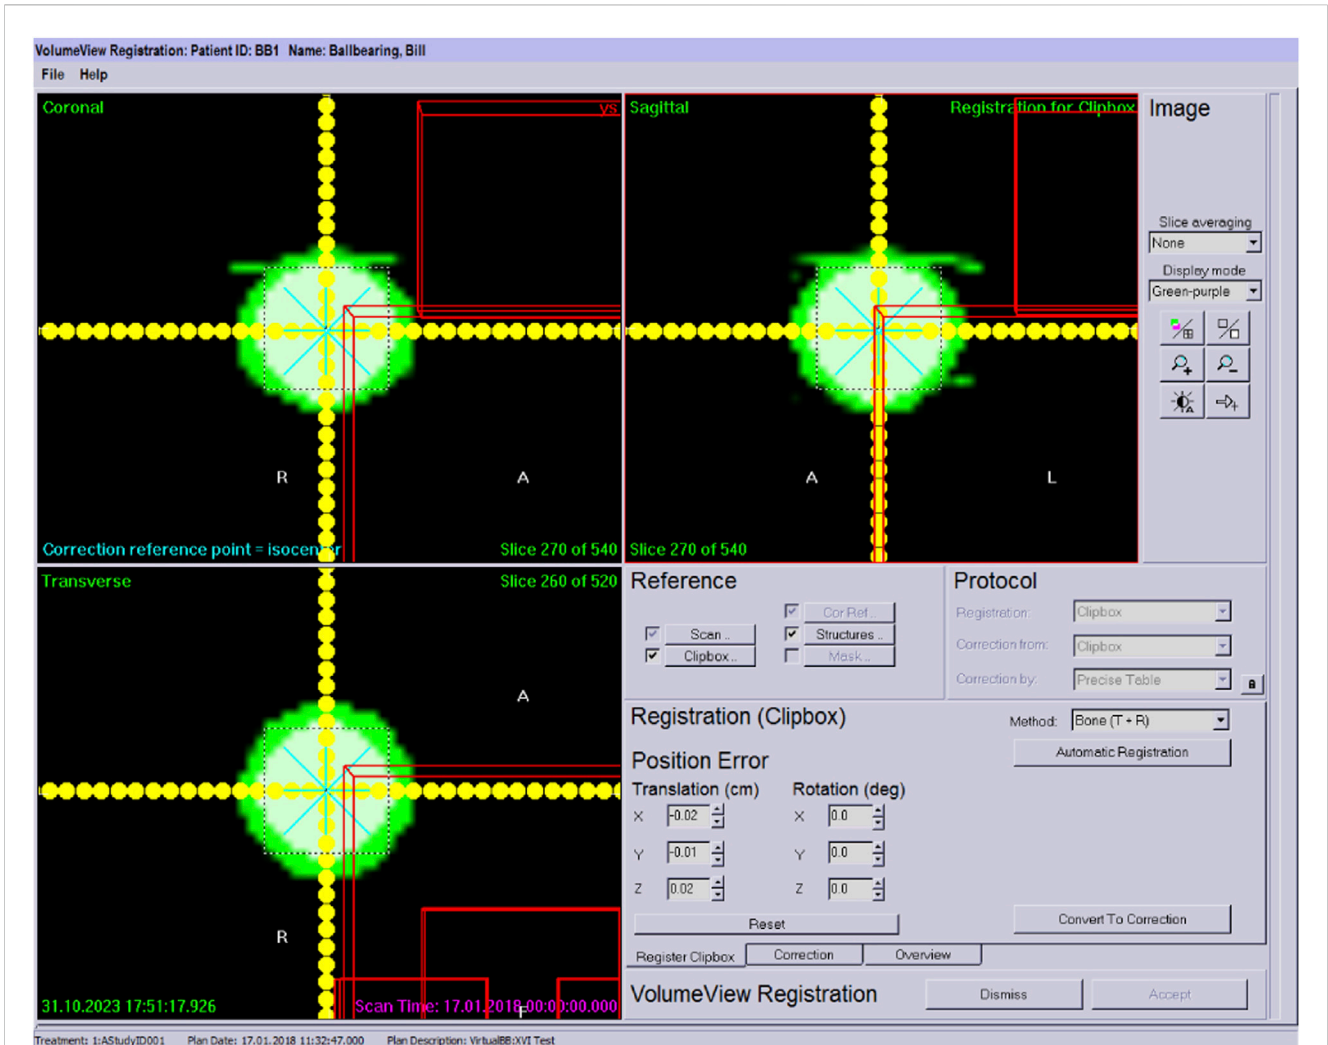 VolumeView Registration: Patient ID: BB1 Name: Ballbearing, Bill
File Help
Coronal
ys
R
A
Correction reference point = isocenter
Slice 270 of 540
Sagittal
Registration for Clipbox
A
L
Slice 270 of 540
Image
Slice averaging
None
Display mode
Green-purple
Transverse
Slice 260 of 520
A
R
F
31.10.2023 17:51:17.926
Scan Time: 17.01.2018 00:00:00.000
Reference
Cor Ref..
Scan ..
Structures ..
Clipbox..
Mask..
Protocol
Registration: Clipbox
Correction from: Clipbox
Correction by: Precise Table
Registration (Clipbox)
Method: Bone (T + R)
Automatic Registration
Position Error
Translation (cm) Rotation (deg)
X -0.02 X 0.0
Y -0.01 Y 0.0
Z 0.02 Z 0.0
Reset
Convert To Correction
Register Clipbox Correction Overview
VolumeView Registration Dismiss Accept
Treatment: 1:AStudyID001 Plan Date: 17.01.2018 11:32:47.000 Plan Description: VirtualBB:XVI Test